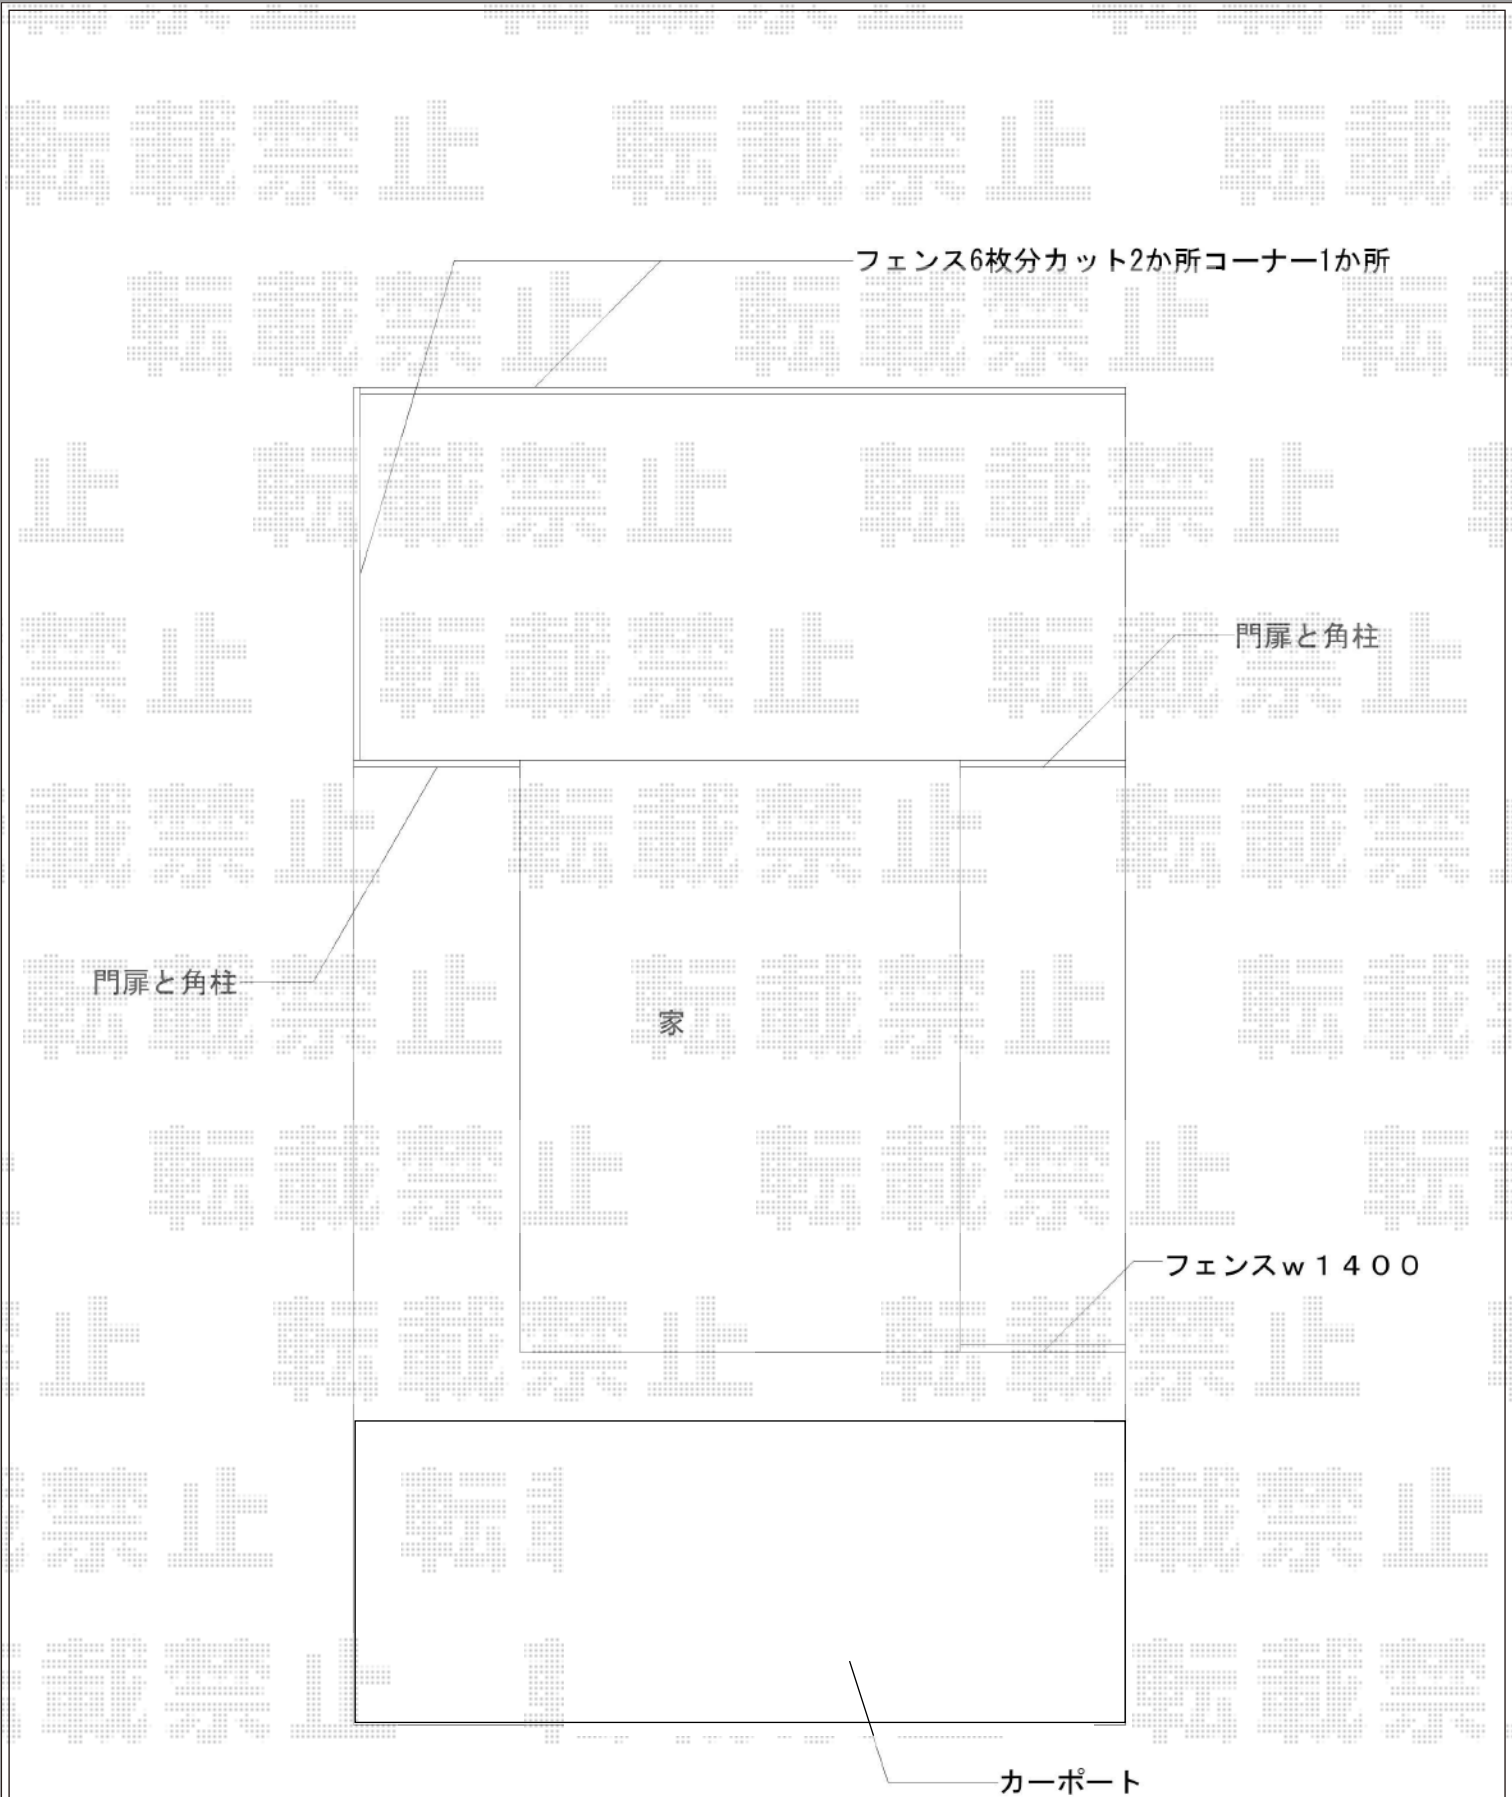 フェンス6枚分カット2か所コーナー1か所
門扉と角柱
門扉と角柱
家
フェンスｗ１４００
カーポート
転載禁止